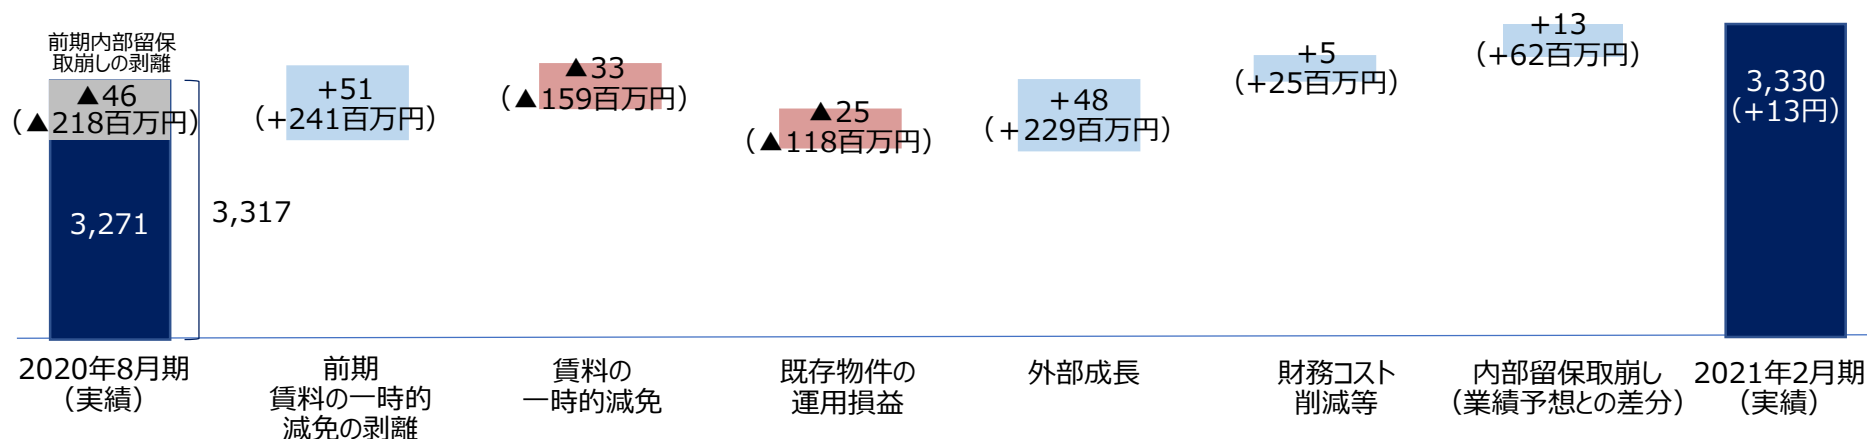 前期内部留保
取崩しの剥離
▲46
(▲218百万円)
3,271
3,317
+51
(+241百万円)
▲33
(▲159百万円)
▲25
(▲118百万円)
+48
(+229百万円)
+5
(+25百万円)
+13
(+62百万円)
3,330
(+13円)
2020年8月期
(実績)
前期
賃料の一時的
減免の剥離
賃料の
一時的減免
既存物件の
運用損益
外部成長
財務コスト
削減等
内部留保取崩し
(業績予想との差分)
2021年2月期
(実績)